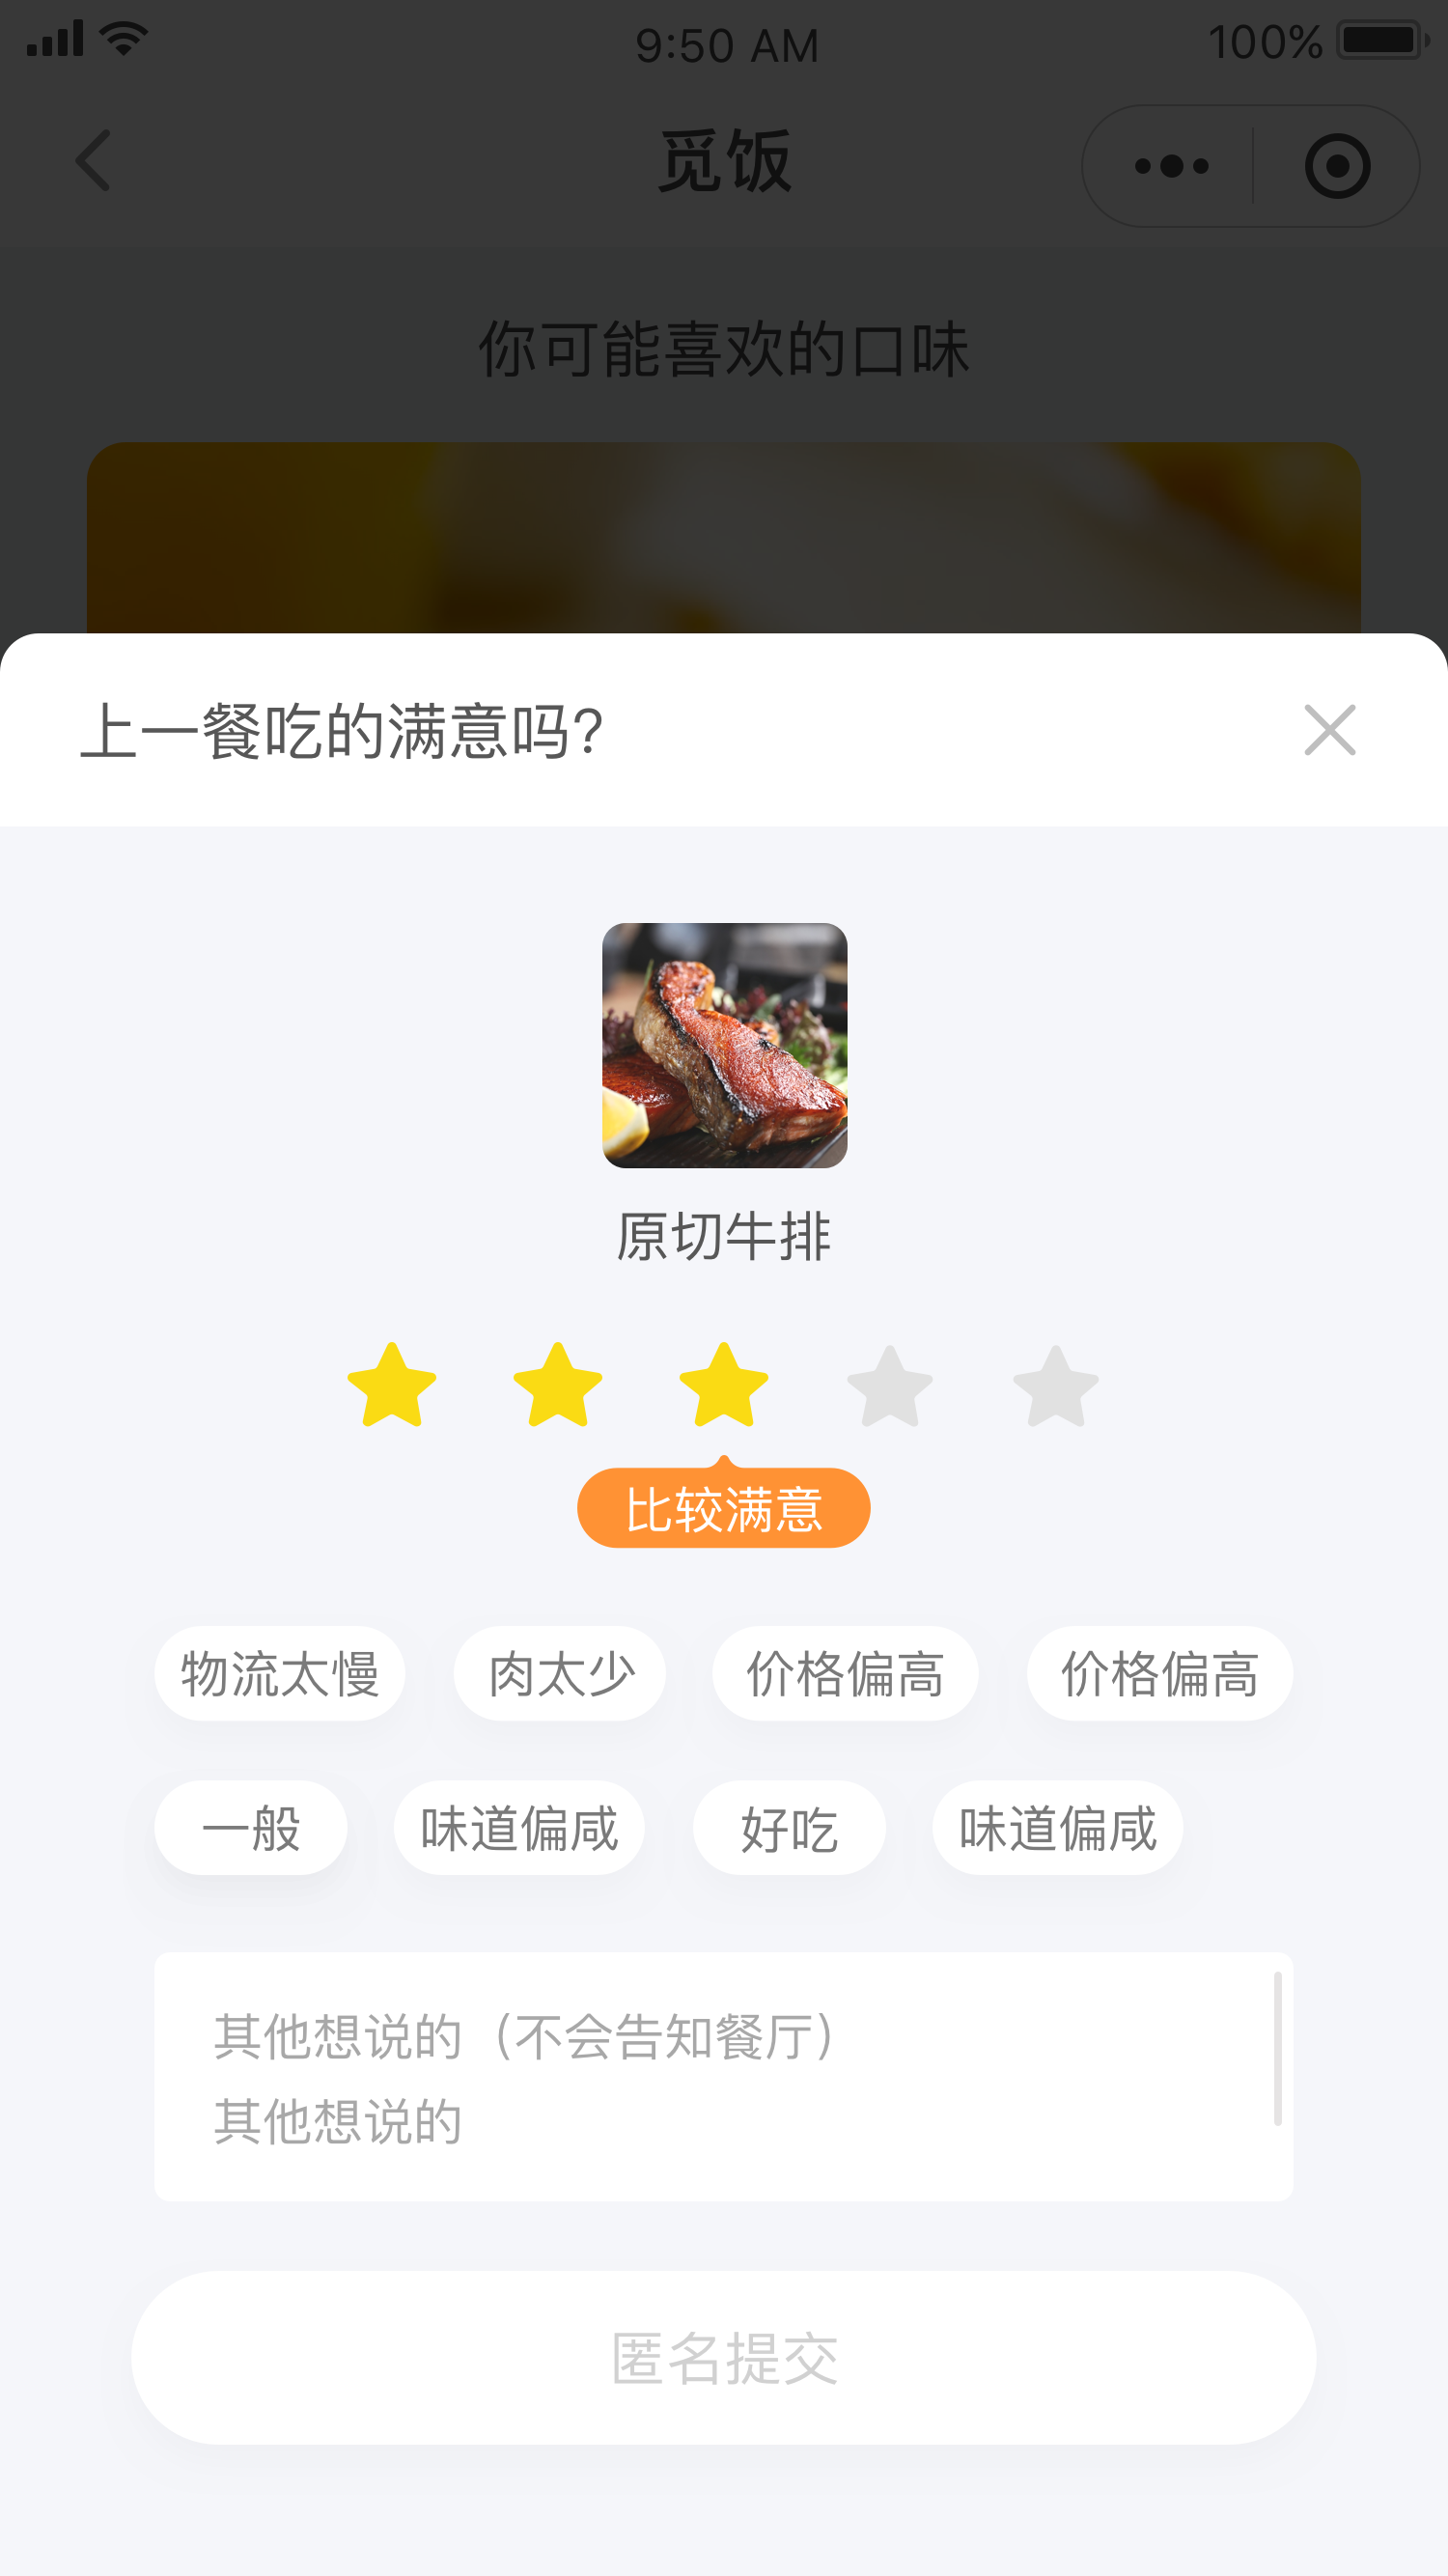 9:50 AM
100%
觅饭
你可能喜欢的口味
上一餐吃的满意吗?
原切牛排
比较满意
物流太慢 肉太少 价格偏高 价格偏高
一般 味道偏咸 好吃 味道偏咸
其他想说的（不会告知餐厅）
其他想说的
匿名提交